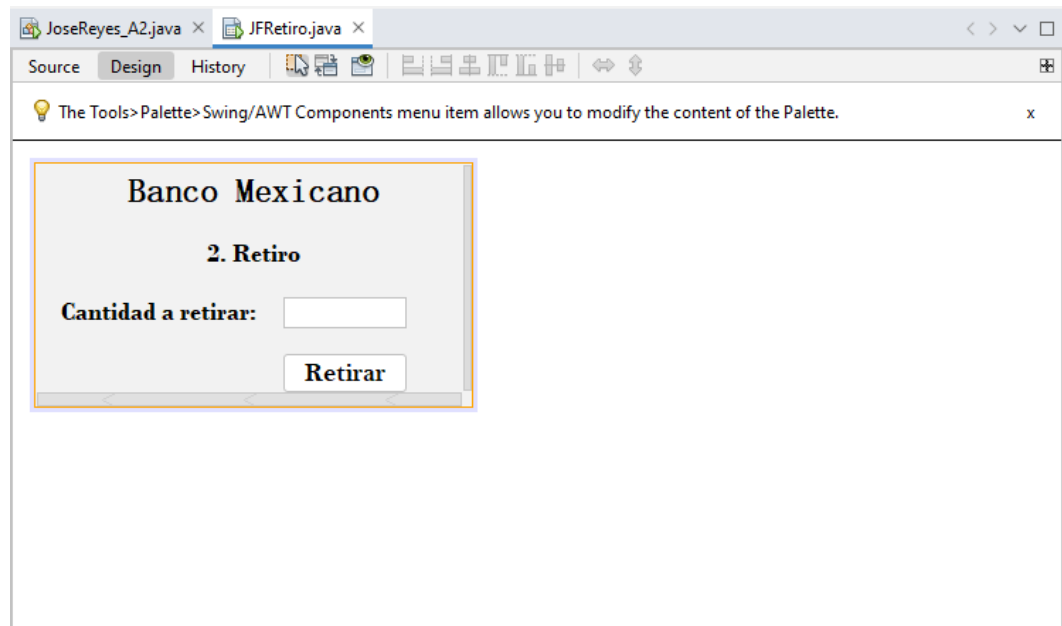 JoseReyes_A2.java JFRetiro.java
Source Design History
The Tools>Palette>Swing/AWT Components menu item allows you to modify the content of the Palette. x
Banco Mexicano
2. Retiro
Cantidad a retirar:
Retirar